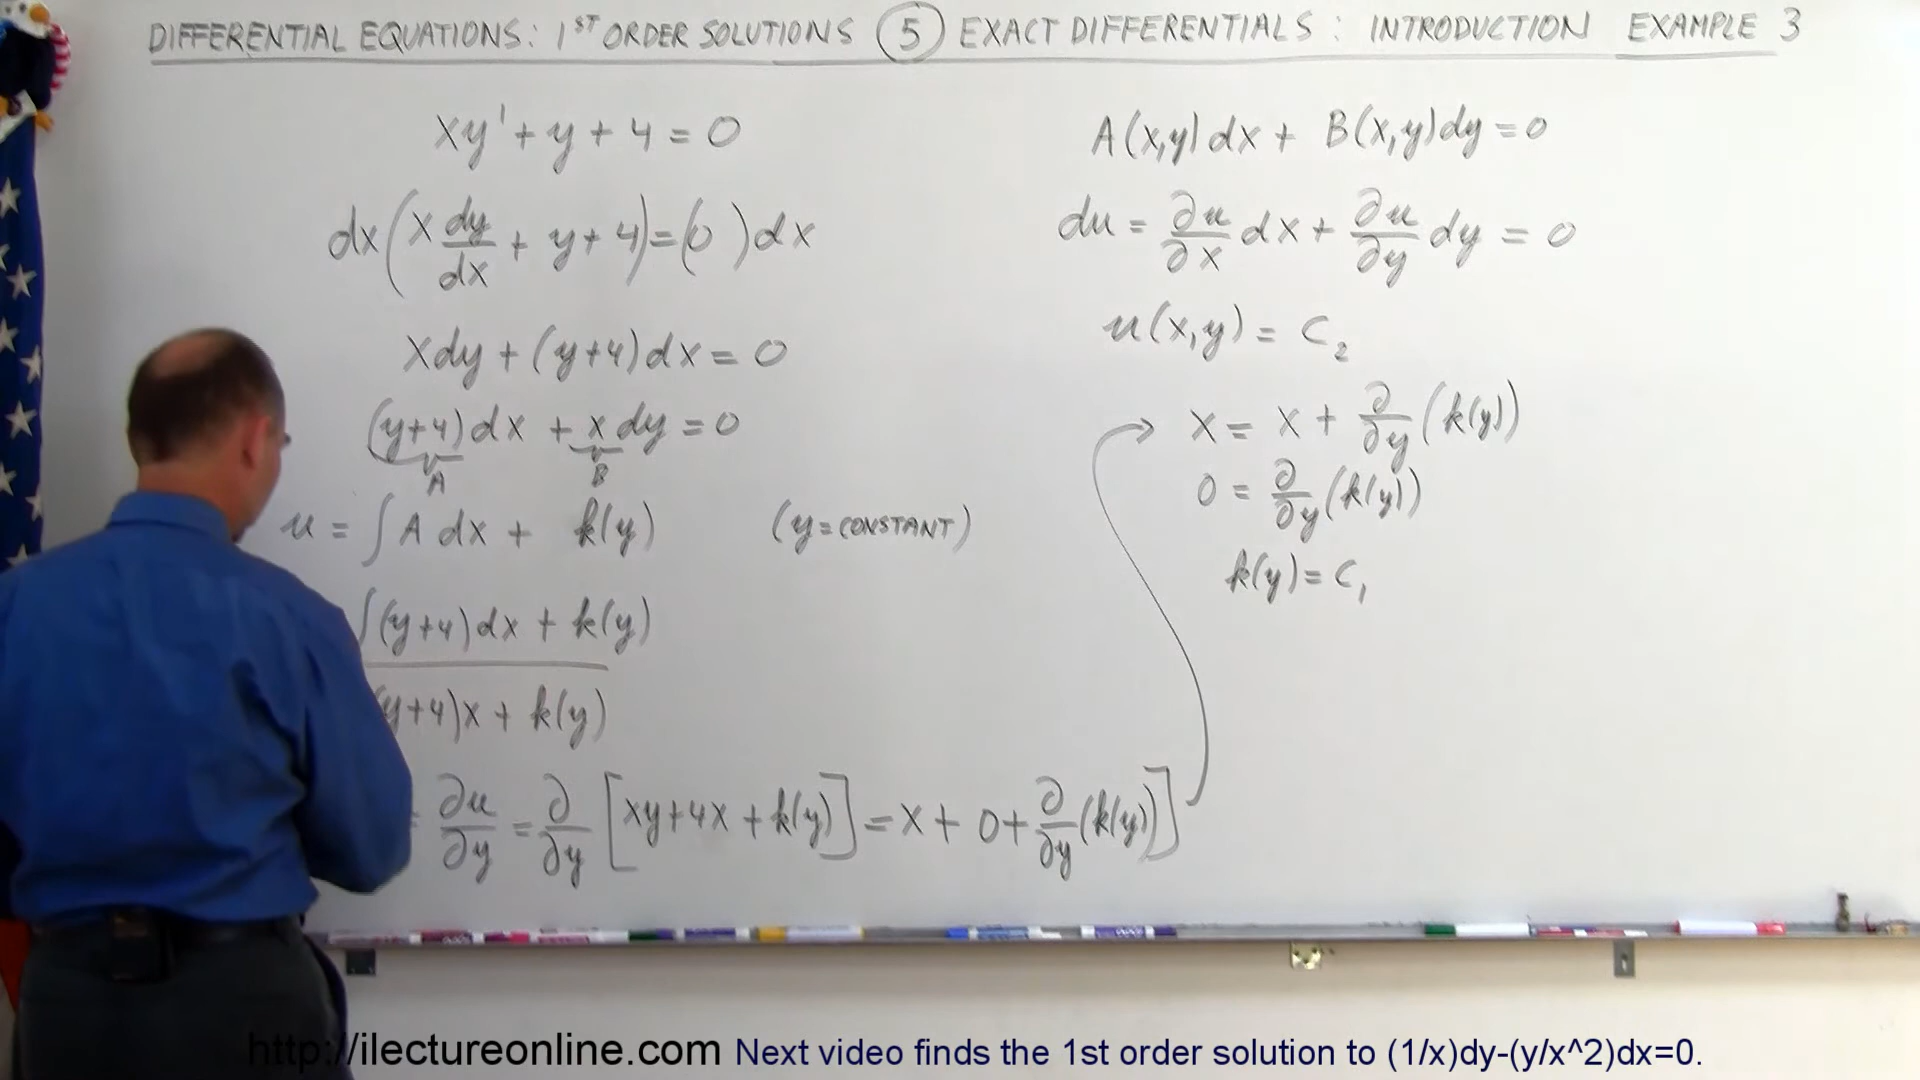 DIFFERENTIAL EQUATIONS: 1ST ORDER SOLUTIONS (5) EXACT DIFFERENTIALS: INTRODUCTION EXAMPLE 3
xy' + y + 4 = 0
dx(x dy/dx + y + 4) = (0)dx
xdy + (y+4)dx = 0
(y+4)dx + x dy = 0
A B
u = ∫ A dx + k(y) (y = CONSTANT)
∫(y+4)dx + k(y)
(y+4)x + k(y)
= ∂u/∂y = ∂/∂y [xy + 4x + k(y)] = x + 0 + ∂/∂y (k(y))]
A(x,y)dx + B(x,y)dy = 0
du = ∂u/∂x dx + ∂u/∂y dy = 0
u(x,y) = C₂
→ x = x + ∂/∂y (k(y))
0 = ∂/∂y (k(y))
k(y) = C₁
http://ilectureonline.com Next video finds the 1st order solution to (1/x)dy-(y/x^2)dx=0.